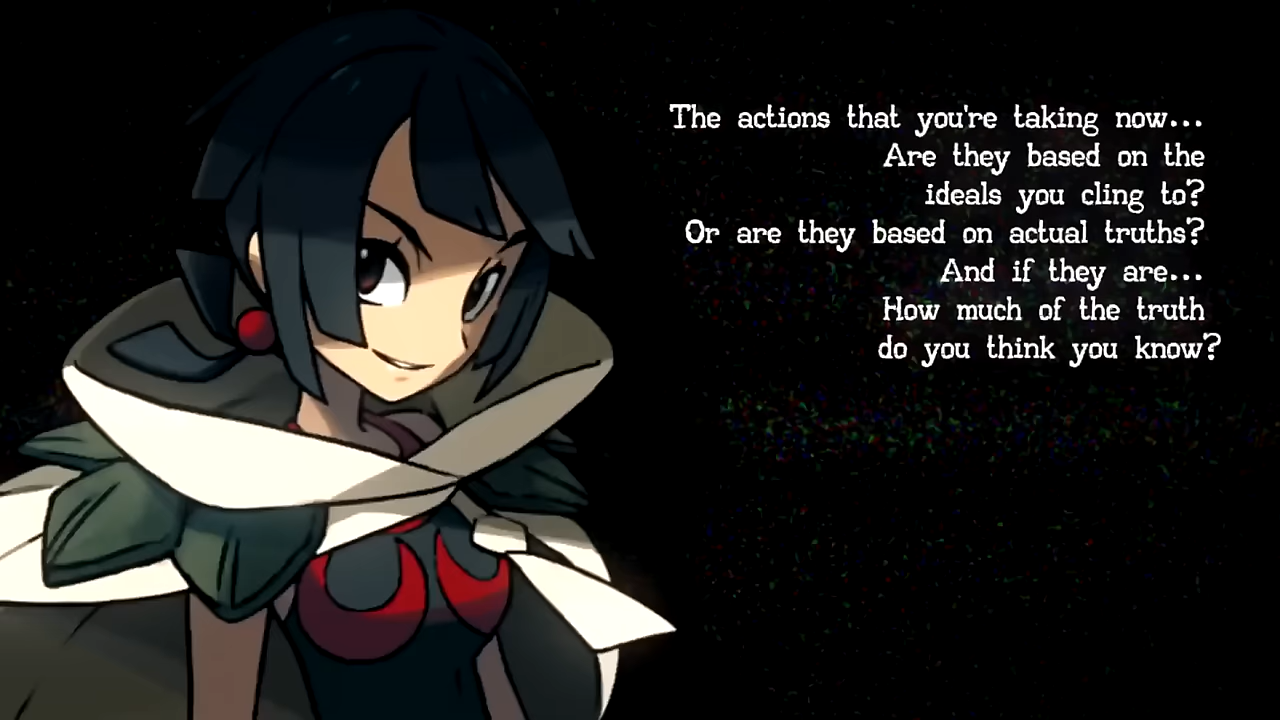 The actions that you're taking now...
Are they based on the
ideals you cling to?
Or are they based on actual truths?
And if they are...
How much of the truth
do you think you know?